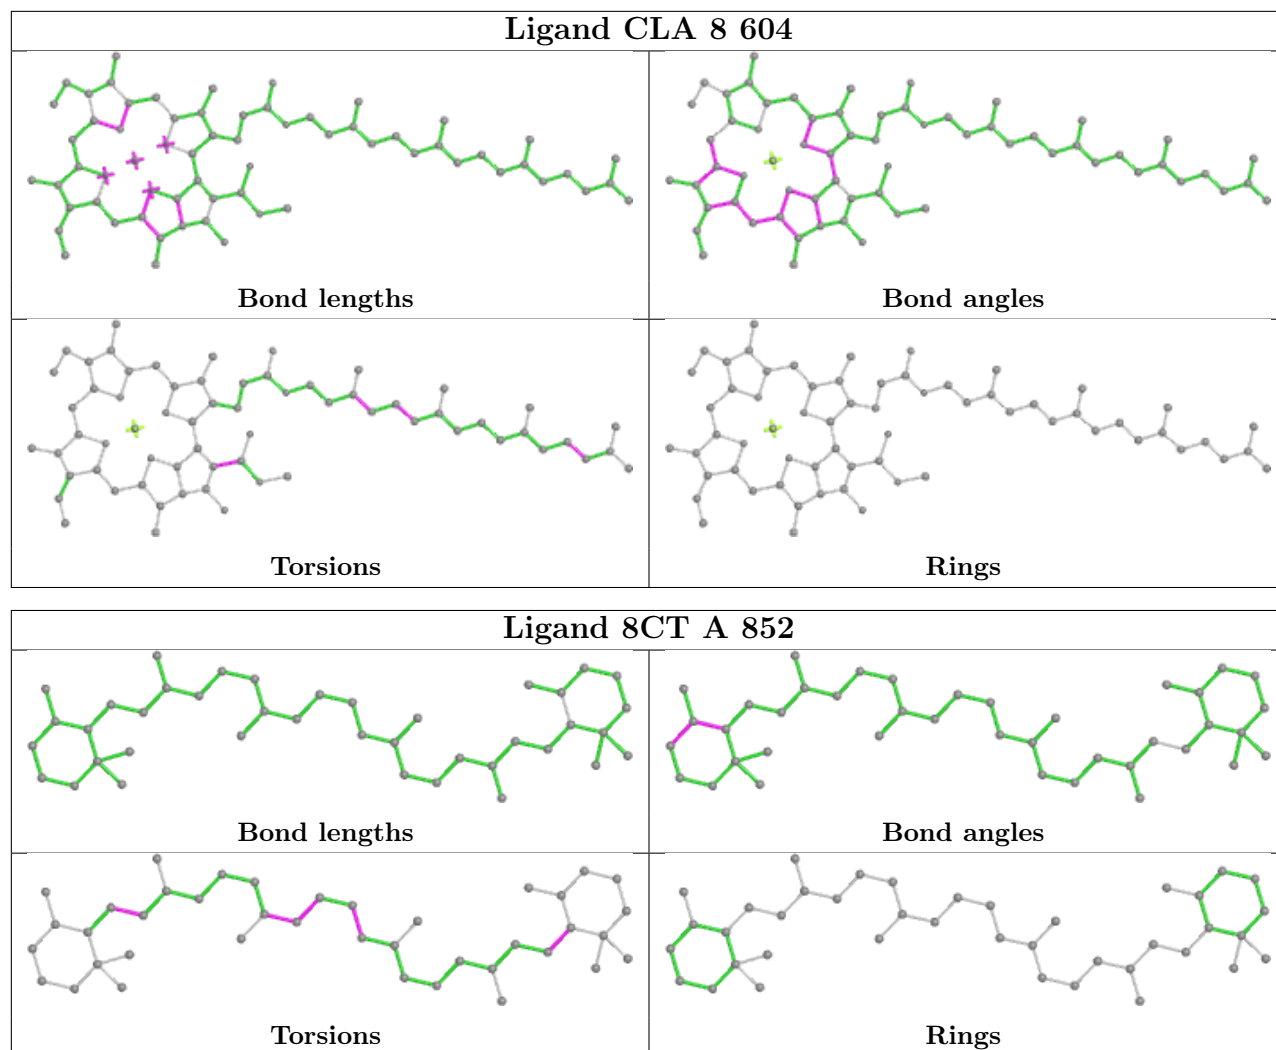 Ligand CLA 8 604
Bond lengths
Bond angles
Torsions
Rings
Ligand 8CT A 852
Bond lengths
Bond angles
Torsions
Rings